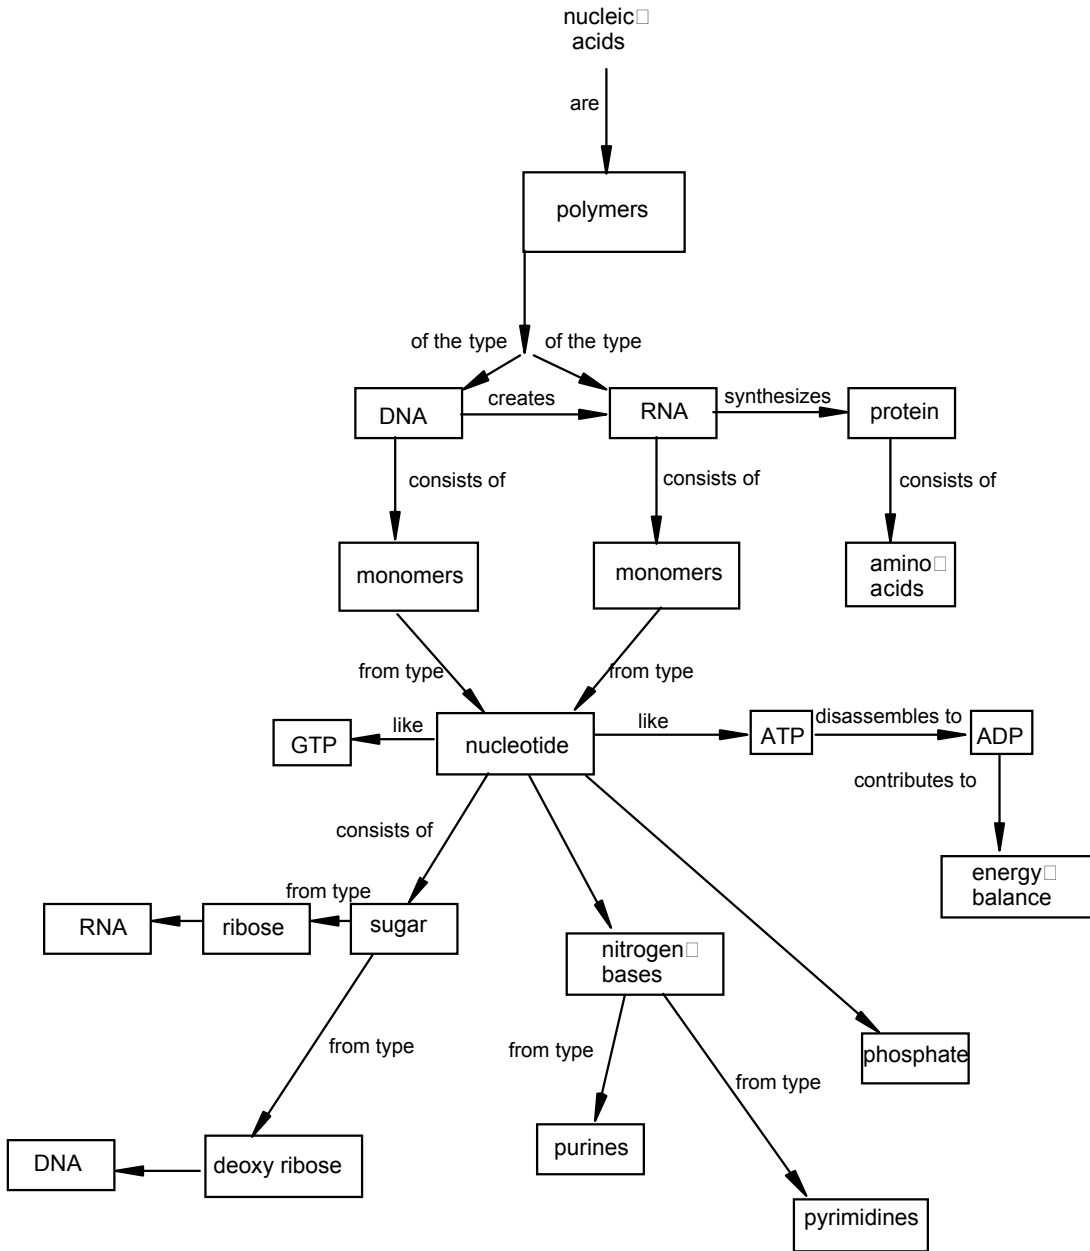 nucleic□
acids
are
polymers
of the type
of the type
DNA
creates
RNA
synthesizes
protein
consists of
consists of
consists of
monomers
monomers
amino□
acids
from type
from type
GTP
like
nucleotide
like
ATP
disassembles to
ADP
contributes to
consists of
energy□
balance
from type
RNA
ribose
sugar
nitrogen□
bases
from type
from type
phosphate
from type
purines
DNA
deoxy ribose
pyrimidines